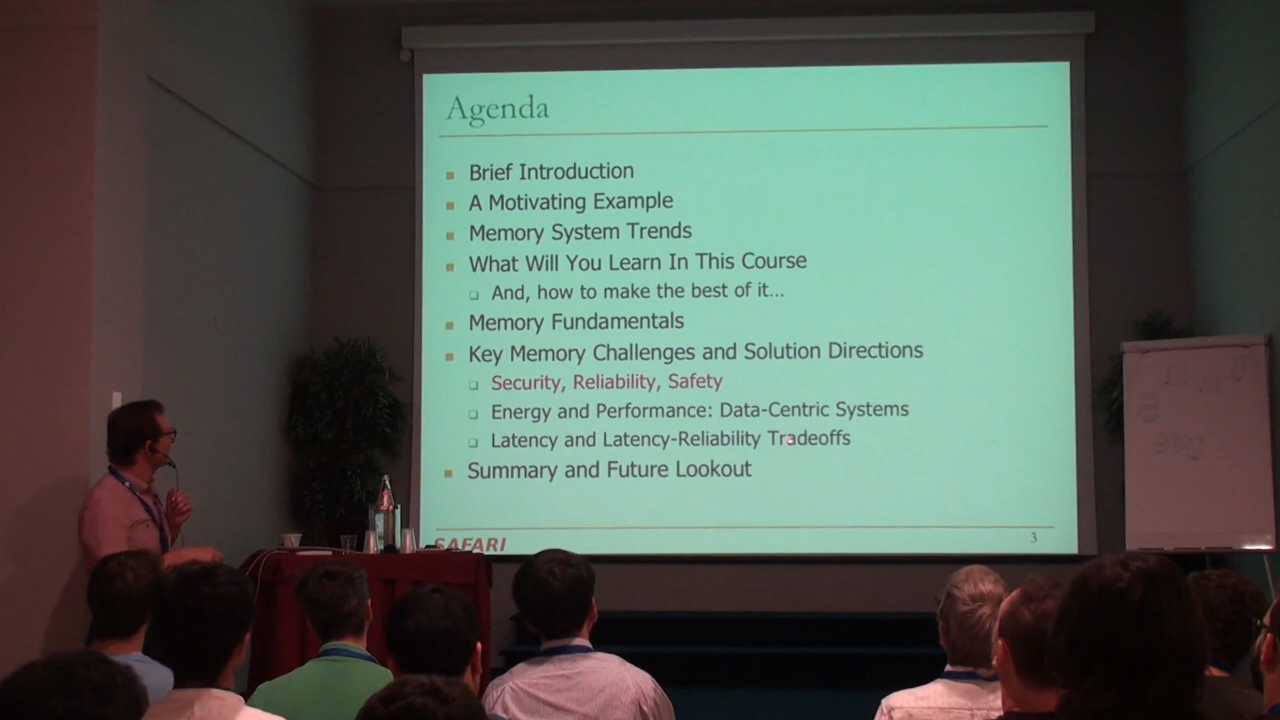 Agenda
Brief Introduction
A Motivating Example
Memory System Trends
What Will You Learn In This Course
And, how to make the best of it...
Memory Fundamentals
Key Memory Challenges and Solution Directions
Security, Reliability, Safety
Energy and Performance: Data-Centric Systems
Latency and Latency-Reliability Tradeoffs
Summary and Future Lookout
SAFARI
3